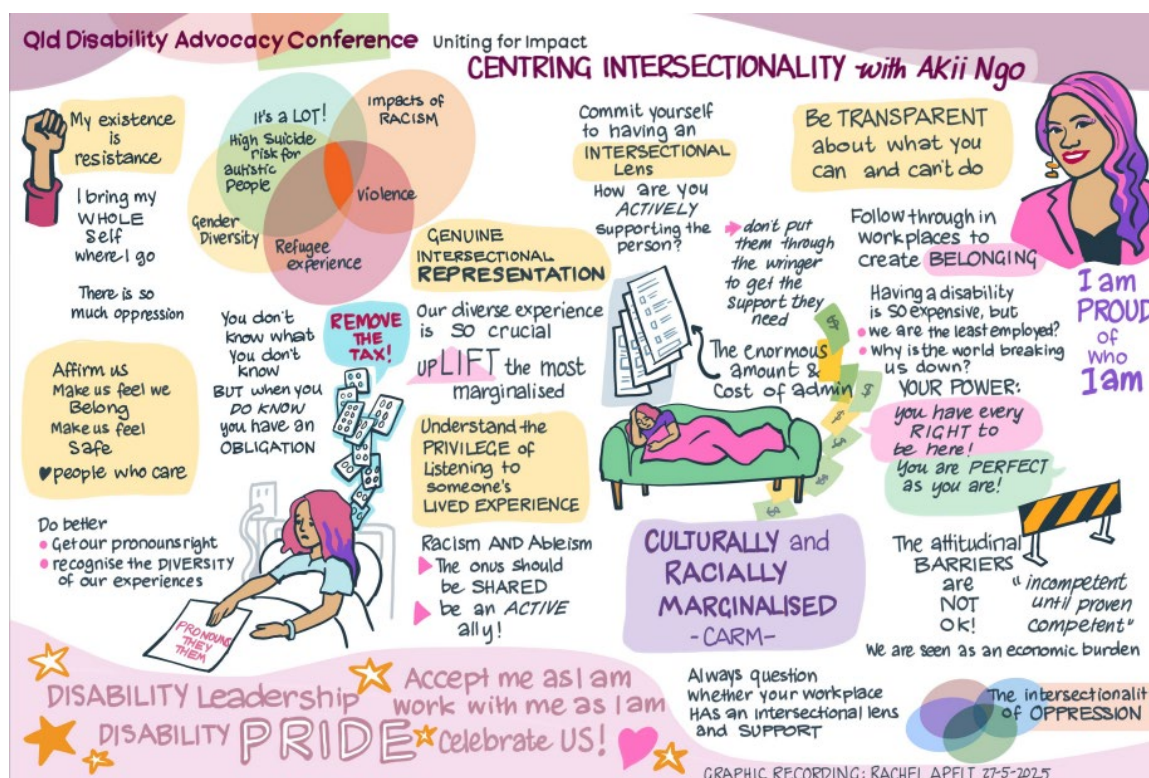 Qld Disability Advocacy Conference Uniting for Impact
CENTRING INTERSECTIONALITY with AKii Ngo
My existence
is
resistance
I bring my
WHOLE
Self
where I go
There is so
much oppression
It's a LOT!
High Suicide
risk for
autistic
People
Impacts of
RACISM
Gender
Diversity
Violence
Refugee
experience
Affirm us
Make us feel we
Belong
Make us feel
Safe
people who care
You don't
know what
you don't
know
BUT when you
DO KNOW
you have an
OBLIGATION
REMOVE
THE
TAX!
Do better
Get our pronouns right
recognise the DIVERSITY
of our experiences
PRONOUNS
THEY
THEM
GENUINE
INTERSECTIONAL
REPRESENTATION
Our diverse experience
is SO crucial
upLIFT the most
marginalised
Understand the
PRIVILEGE of
Listening to
someone's
LIVED EXPERIENCE
Racism AND Ableism
The onus should
be SHARED
be an ACTIVE
ally!
Commit yourself
to having an
INTERSECTIONAL
Lens
How are you
ACTIVELY
supporting the
person?
don't put
them through
the wringer
to get the
support they
need
The enormous
amount &
Cost of admin
$
$
$
$
$
$
Be TRANSPARENT
about what you
can and can't do
Follow through in
workplaces to
create BELONGING
Having a disability
is SO expensive, but
we are the least employed?
why is the world breaking
us down?
YOUR POWER:
you have every
RIGHT to
be here!
You are PERFECT
as you are!
I am
PROUD
of
who
I am
CULTURALLY and
RACIALLY
MARGINALISED
-CARM-
The attitudinal
BARRIERS
are
NOT
OK!
"incompetent
until proven
competent"
We are seen as an economic burden
Always question
whether your workplace
HAS an intersectional lens
and SUPPORT
The intersectionalit
of OPPRESSION
DISABILITY Leadership
DISABILITY PRIDE
Accept me as I am
work with me as I am
Celebrate US!
GRAPHIC RECORDING: RACHEL APELT 27-5-2025